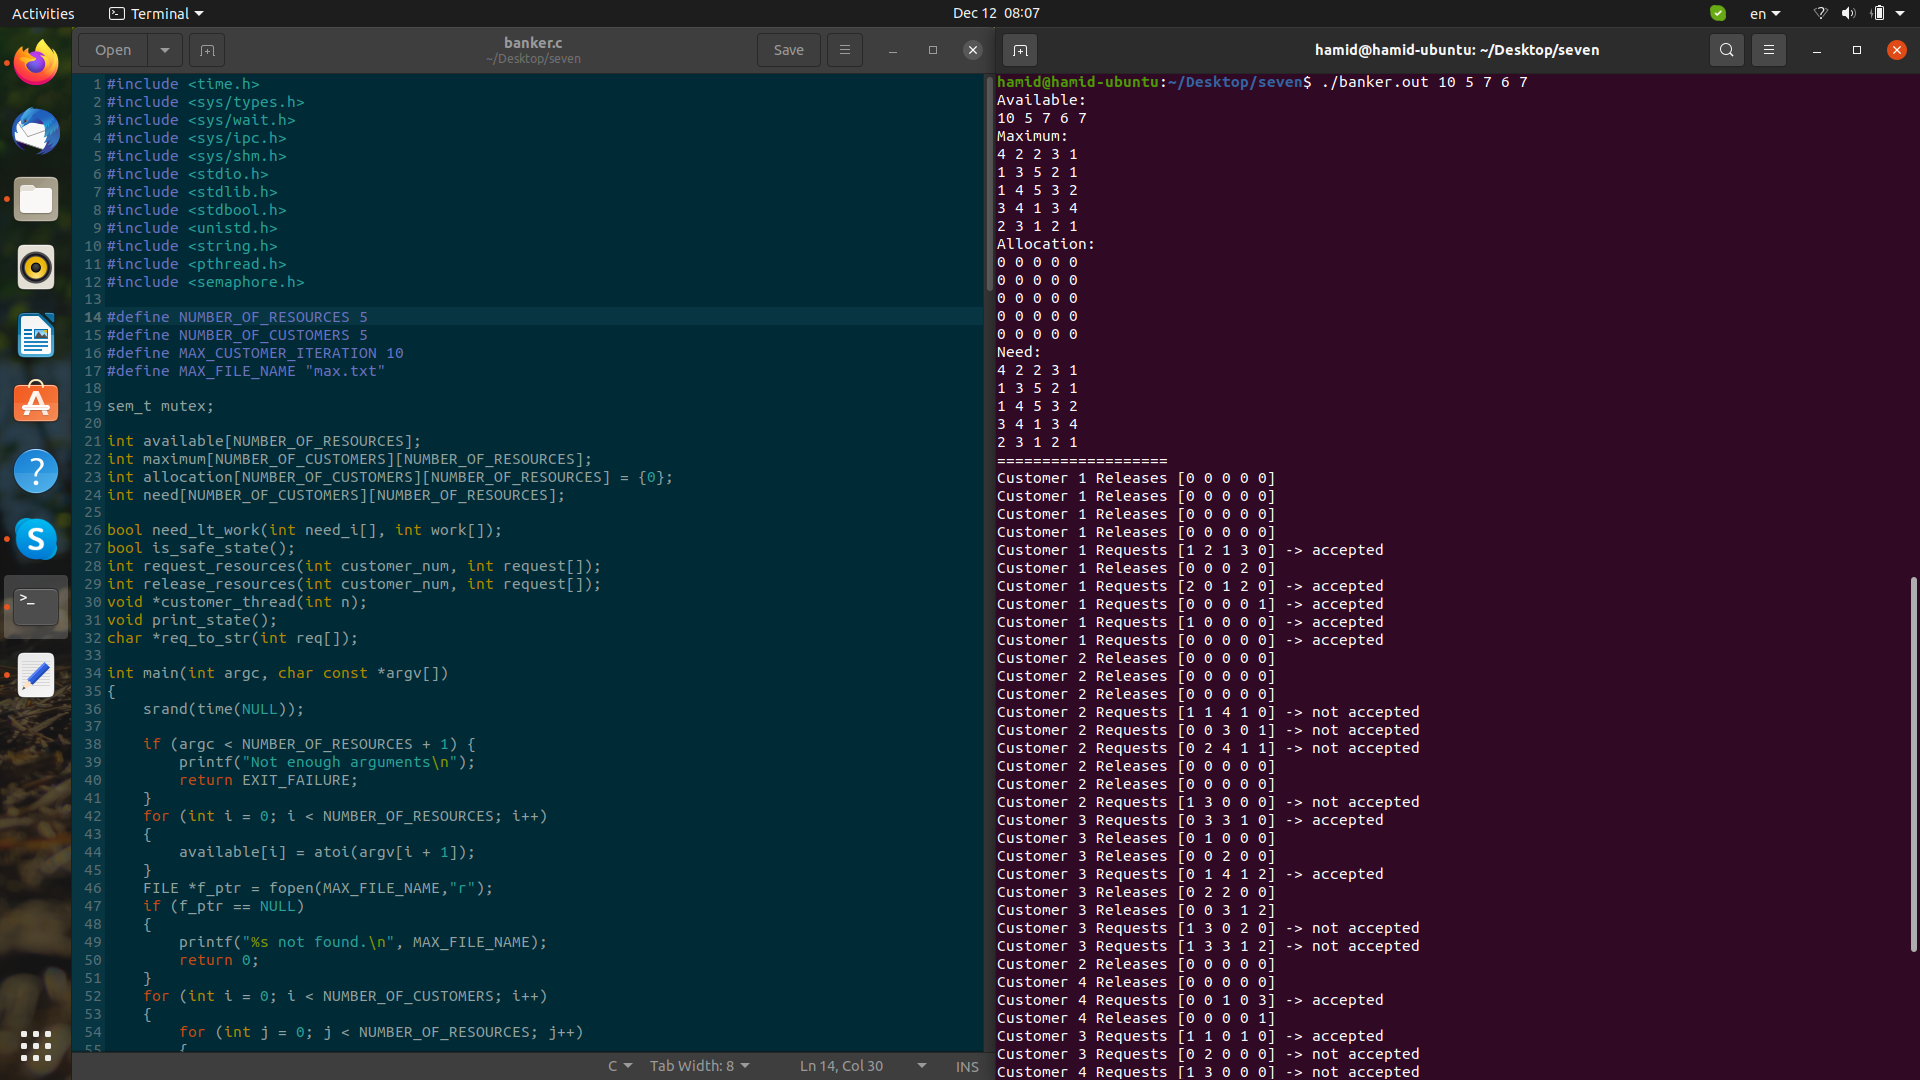 Activities
Terminal
Dec 12 08:07
en
Open
banker.c
~/Desktop/seven
Save
1 #include <time.h>
2 #include <sys/types.h>
3 #include <sys/wait.h>
4 #include <sys/ipc.h>
5 #include <sys/shm.h>
6 #include <stdio.h>
7 #include <stdlib.h>
8 #include <stdbool.h>
9 #include <unistd.h>
10 #include <string.h>
11 #include <pthread.h>
12 #include <semaphore.h>
13
14 #define NUMBER_OF_RESOURCES 5
15 #define NUMBER_OF_CUSTOMERS 5
16 #define MAX_CUSTOMER_ITERATION 10
17 #define MAX_FILE_NAME "max.txt"
18
19 sem_t mutex;
20
21 int available[NUMBER_OF_RESOURCES];
22 int maximum[NUMBER_OF_CUSTOMERS][NUMBER_OF_RESOURCES];
23 int allocation[NUMBER_OF_CUSTOMERS][NUMBER_OF_RESOURCES] = {0};
24 int need[NUMBER_OF_CUSTOMERS][NUMBER_OF_RESOURCES];
25
26 bool need_lt_work(int need_i[], int work[]);
27 bool is_safe_state();
28 int request_resources(int customer_num, int request[]);
29 int release_resources(int customer_num, int request[]);
30 void *customer_thread(int n);
31 void print_state();
32 char *req_to_str(int req[]);
33
34 int main(int argc, char const *argv[])
35 {
36     srand(time(NULL));
37
38     if (argc < NUMBER_OF_RESOURCES + 1) {
39         printf("Not enough arguments\n");
40         return EXIT_FAILURE;
41     }
42     for (int i = 0; i < NUMBER_OF_RESOURCES; i++)
43     {
44         available[i] = atoi(argv[i + 1]);
45     }
46     FILE *f_ptr = fopen(MAX_FILE_NAME,"r");
47     if (f_ptr == NULL)
48     {
49         printf("%s not found.\n", MAX_FILE_NAME);
50         return 0;
51     }
52     for (int i = 0; i < NUMBER_OF_CUSTOMERS; i++)
53     {
54         for (int j = 0; j < NUMBER_OF_RESOURCES; j++)
55         {
C
Tab Width: 8
Ln 14, Col 30
INS
hamid@hamid-ubuntu: ~/Desktop/seven
hamid@hamid-ubuntu:~/Desktop/seven$ ./banker.out 10 5 7 6 7
Available:
10 5 7 6 7
Maximum:
4 2 2 3 1
1 3 5 2 1
1 4 5 3 2
3 4 1 3 4
2 3 1 2 1
Allocation:
0 0 0 0 0
0 0 0 0 0
0 0 0 0 0
0 0 0 0 0
0 0 0 0 0
Need:
4 2 2 3 1
1 3 5 2 1
1 4 5 3 2
3 4 1 3 4
2 3 1 2 1
===================
Customer 1 Releases [0 0 0 0 0]
Customer 1 Releases [0 0 0 0 0]
Customer 1 Releases [0 0 0 0 0]
Customer 1 Releases [0 0 0 0 0]
Customer 1 Requests [1 2 1 3 0] -> accepted
Customer 1 Releases [0 0 0 2 0]
Customer 1 Requests [2 0 1 2 0] -> accepted
Customer 1 Requests [0 0 0 0 1] -> accepted
Customer 1 Requests [1 0 0 0 0] -> accepted
Customer 1 Requests [0 0 0 0 0] -> accepted
Customer 2 Releases [0 0 0 0 0]
Customer 2 Releases [0 0 0 0 0]
Customer 2 Releases [0 0 0 0 0]
Customer 2 Requests [1 1 4 1 0] -> not accepted
Customer 2 Requests [0 0 3 0 1] -> not accepted
Customer 2 Requests [0 2 4 1 1] -> not accepted
Customer 2 Releases [0 0 0 0 0]
Customer 2 Releases [0 0 0 0 0]
Customer 2 Requests [1 3 0 0 0] -> not accepted
Customer 3 Requests [0 3 3 1 0] -> accepted
Customer 3 Releases [0 1 0 0 0]
Customer 3 Releases [0 0 2 0 0]
Customer 3 Requests [0 1 4 1 2] -> accepted
Customer 3 Releases [0 2 2 0 0]
Customer 3 Releases [0 0 3 1 2]
Customer 3 Requests [1 3 0 2 0] -> not accepted
Customer 3 Requests [1 3 3 1 2] -> not accepted
Customer 2 Releases [0 0 0 0 0]
Customer 4 Releases [0 0 0 0 0]
Customer 4 Requests [0 0 1 0 3] -> accepted
Customer 4 Releases [0 0 0 0 1]
Customer 3 Requests [1 1 0 1 0] -> accepted
Customer 3 Requests [0 2 0 0 0] -> not accepted
Customer 4 Requests [1 3 0 0 0] -> not accepted